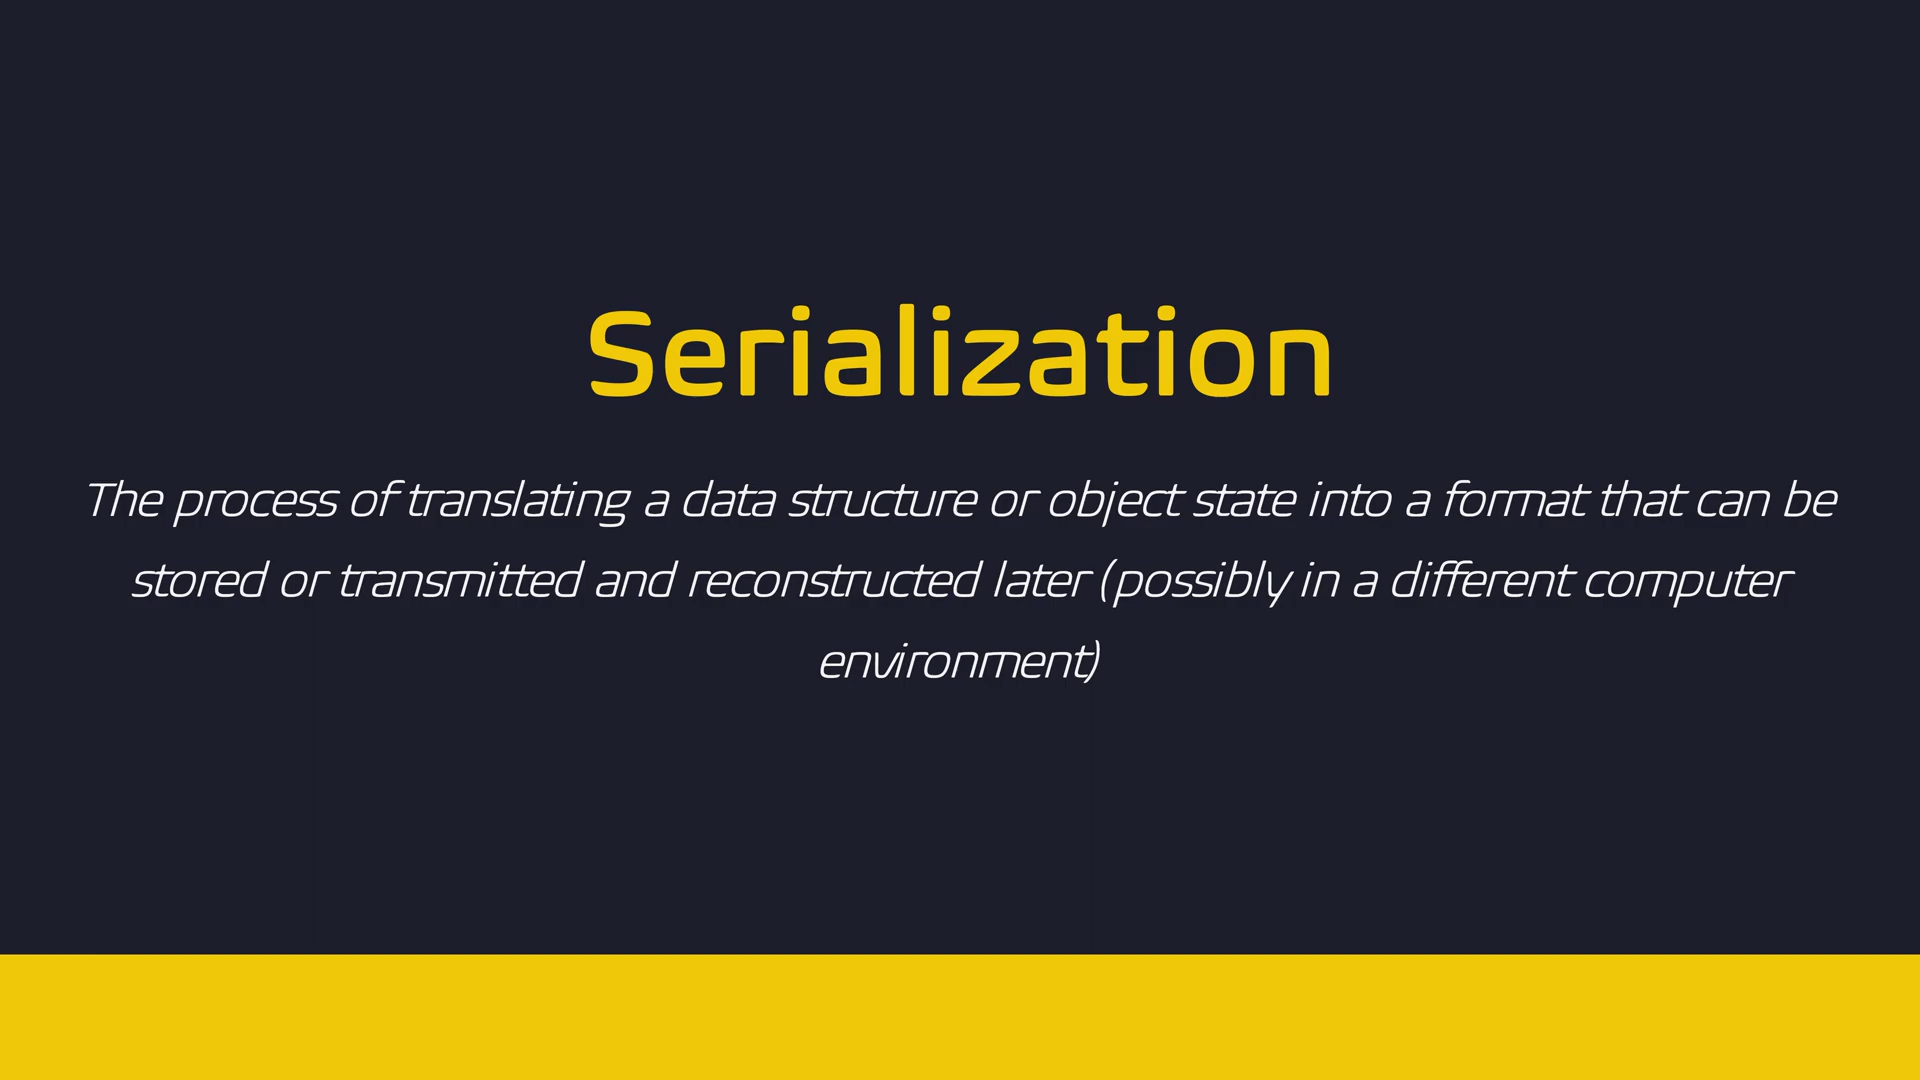 Serialization
The process of translating a data structure or object state into a format that can be
stored or transmitted and reconstructed later (possibly in a different computer
environment)